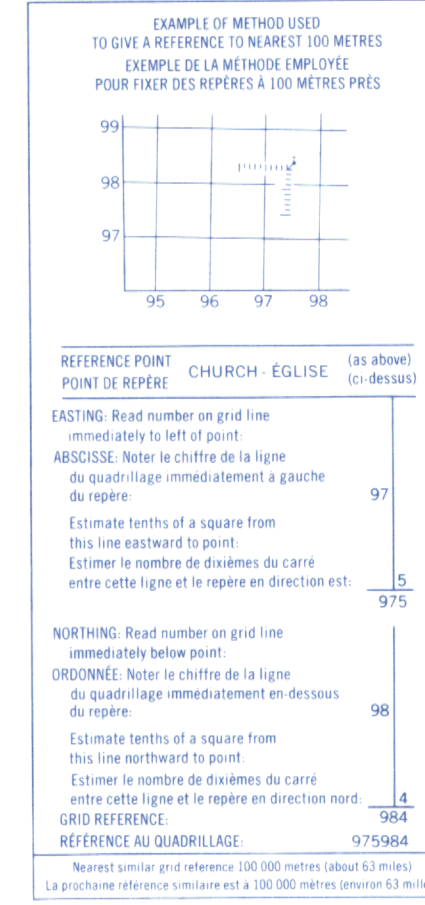 EXAMPLE OF METHOD USED
TO GIVE A REFERENCE TO NEAREST 100 METRES
EXEMPLE DE LA MÉTHODE EMPLOYÉE
POUR FIXER DES REPÈRES À 100 MÈTRES PRÈS
99
98
97
95 96 97 98
REFERENCE POINT CHURCH - ÉGLISE (as above)
POINT DE REPÈRE (ci-dessus)
EASTING: Read number on grid line
immediately to left of point:
ABSCISSE: Noter le chiffre de la ligne
du quadrillage immédiatement à gauche
du repère: 97
Estimate tenths of a square from
this line eastward to point:
Estimer le nombre de dixièmes du carré
entre cette ligne et le repère en direction est: 5
975
NORTHING: Read number on grid line
immediately below point:
ORDONNÉE: Noter le chiffre de la ligne
du quadrillage immédiatement en-dessous
du repère: 98
Estimate tenths of a square from
this line northward to point:
Estimer le nombre de dixièmes du carré
entre cette ligne et le repère en direction nord: 4
GRID REFERENCE: 984
RÉFÉRENCE AU QUADRILLAGE: 975984
Nearest similar grid reference 100 000 metres (about 63 miles)
La prochaine référence similaire est à 100 000 mètres (environ 63 mill